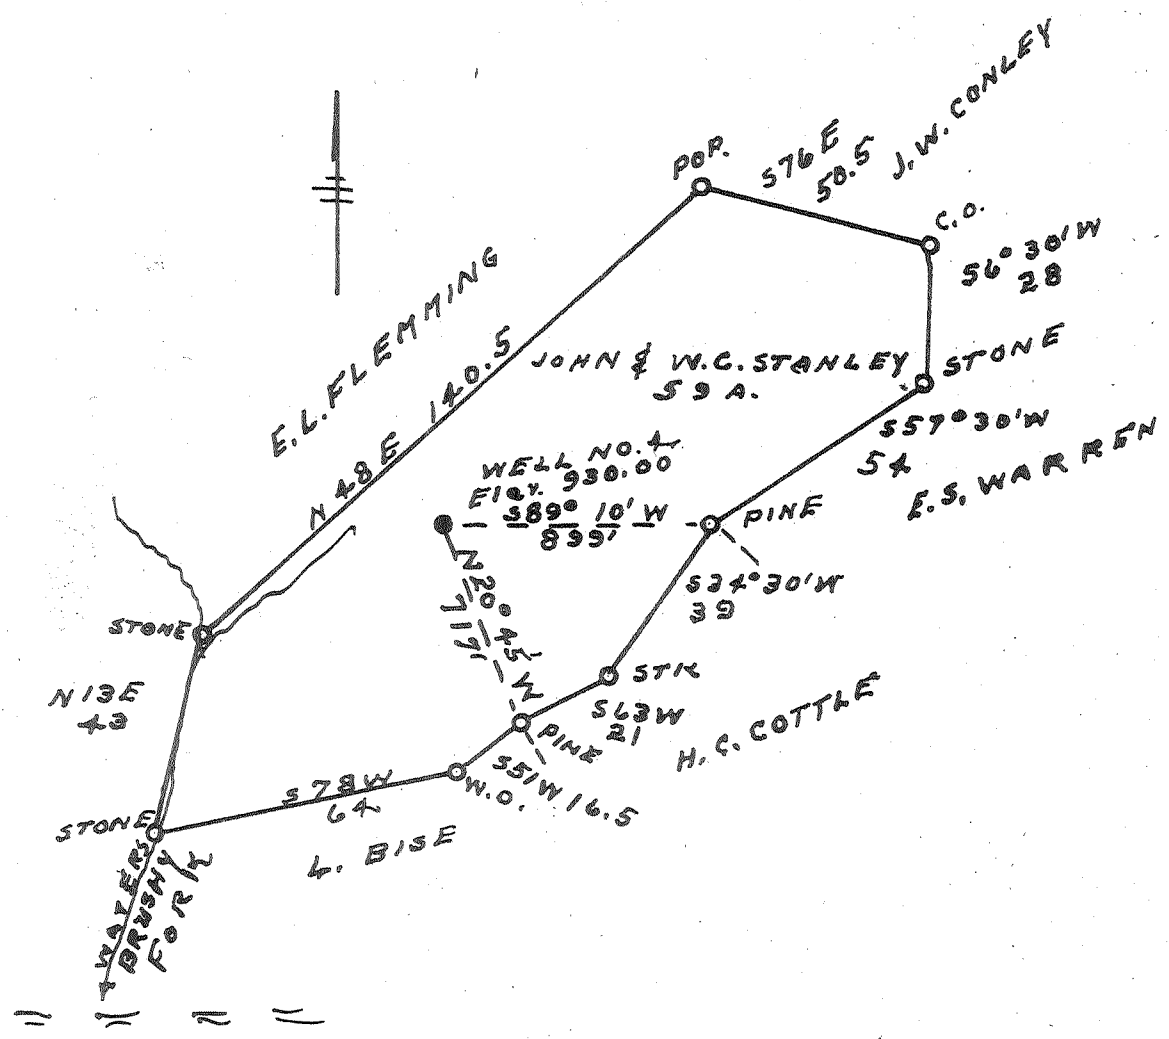 J. W. CONLEY
POP.
S76 E
50.5
C.O.
S6° 30' W
28
E. L. FLEMMING
N 48 E 140.5
JOHN & W. C. STANLEY
59 A.
STONE
S57° 30' W
54
E. S. WARREN
WELL NO. 4
Elev. 930.00
S89° 10' W
899'
PINE
S34° 30' W
39
N 20° 45' W
717'
STONE
N 13 E
43
STK
S63W
21
H. C. COTTLE
PINE
S51W 16.5
W.O.
S78W
64
STONE
L. BISE
WATERS
BRUSHY
FORK